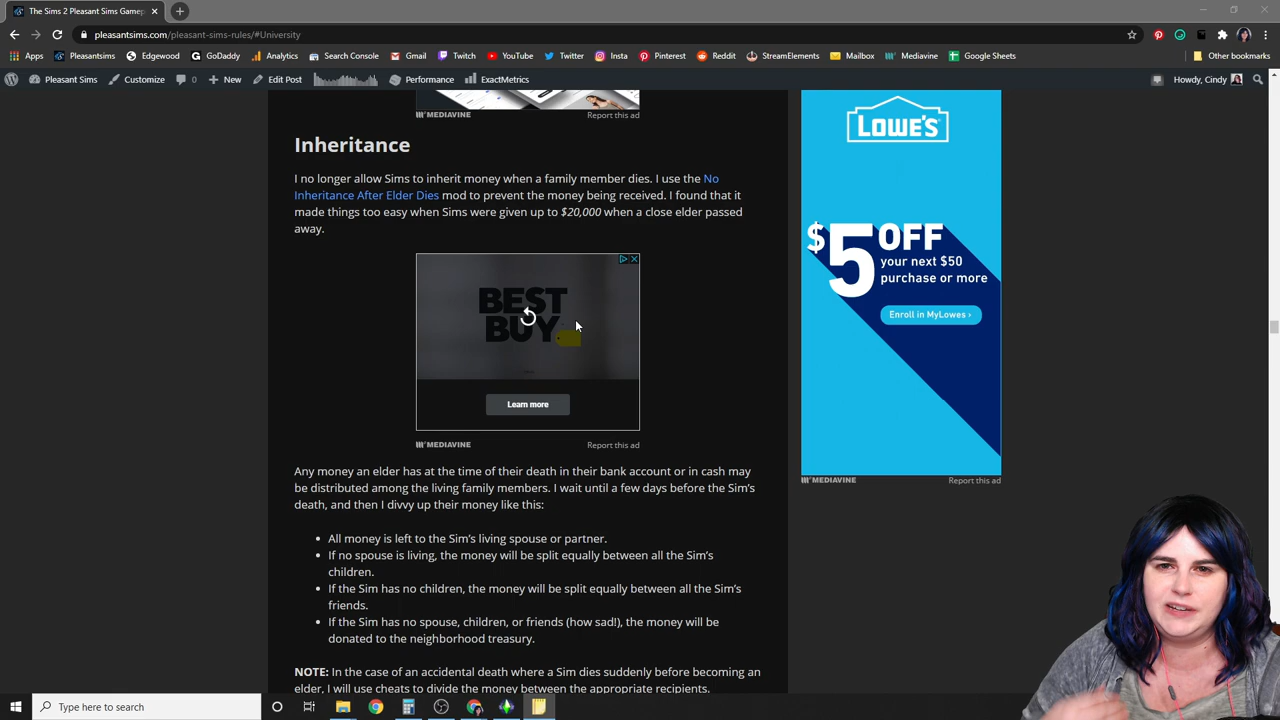 The Sims 2 Pleasant Sims Gamep
pleasantsims.com/pleasant-sims-rules/#University
Apps Pleasantsims Edgewood GoDaddy Analytics Search Console Gmail Twitch YouTube Twitter Insta Pinterest Reddit StreamElements Mailbox Mediavine Google Sheets Other bookmarks
Pleasant Sims Customize 0 New Edit Post Performance ExactMetrics Howdy, Cindy
MEDIAVINE Report this ad
Inheritance
I no longer allow Sims to inherit money when a family member dies. I use the No
Inheritance After Elder Dies mod to prevent the money being received. I found that it
made things too easy when Sims were given up to $20,000 when a close elder passed
away.
BEST
BUY
Learn more
MEDIAVINE Report this ad
Any money an elder has at the time of their death in their bank account or in cash may
be distributed among the living family members. I wait until a few days before the Sim's
death, and then I divvy up their money like this:
• All money is left to the Sim's living spouse or partner.
• If no spouse is living, the money will be split equally between all the Sim's
children.
• If the Sim has no children, the money will be split equally between all the Sim's
friends.
• If the Sim has no spouse, children, or friends (how sad!), the money will be
donated to the neighborhood treasury.
NOTE: In the case of an accidental death where a Sim dies suddenly before becoming an
elder, I will use cheats to divide the money between the appropriate recipients.
LOWE'S
$5 OFF
your next $50
purchase or more
Enroll in MyLowes ›
MEDIAVINE Report this ad
Type here to search